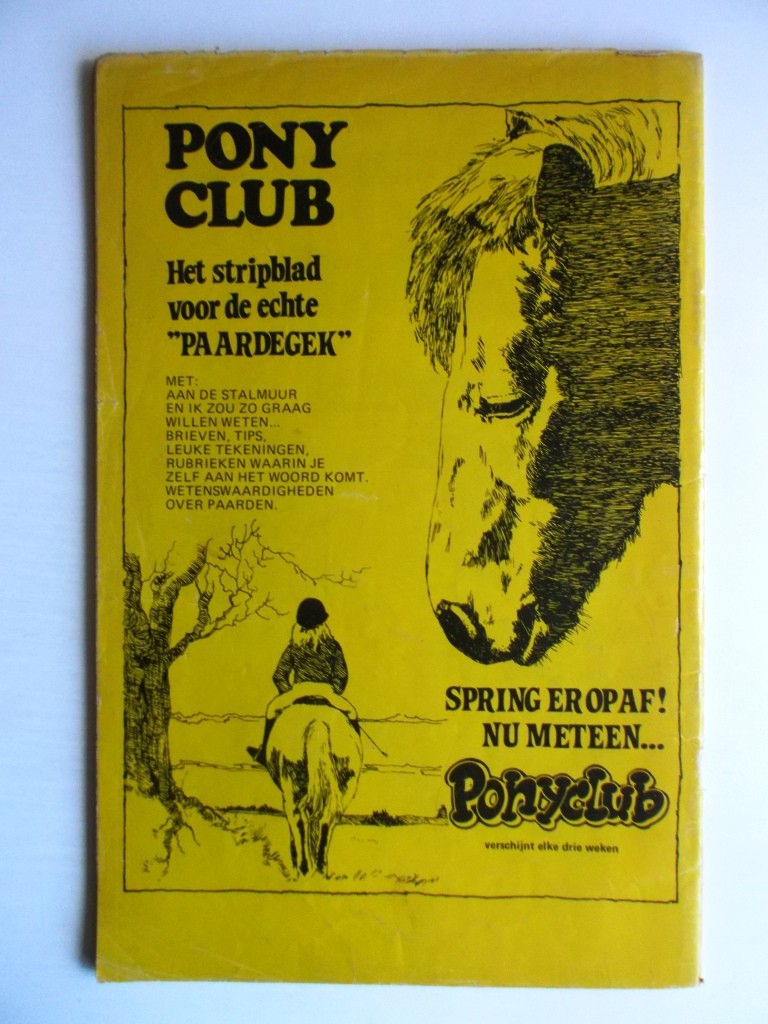 PONY
CLUB
Het stripblad
voor de echte
"PAARDEGEK"
MET:
AAN DE STALMUUR
EN IK ZOU ZO GRAAG
WILLEN WETEN...
BRIEVEN, TIPS,
LEUKE TEKENINGEN,
RUBRIEKEN WAARIN JE
ZELF AAN HET WOORD KOMT.
WETENSWAARDIGHEDEN
OVER PAARDEN.
SPRING ER OP AF!
NU METEEN...
Ponyclub
verschijnt elke drie weken